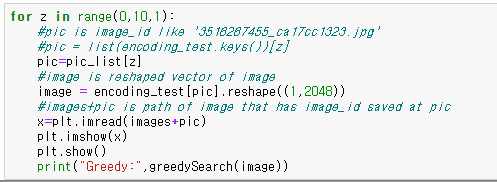 for z in range(0,10,1):
    #pic is image_id like '3518287455_ca17cc1323.jpg'
    #pic = list(encoding_test.keys())[z]
    pic=pic_list[z]
    #image is reshaped vector of image
    image = encoding_test[pic].reshape((1,2048))
    #images+pic is path of image that has image_id saved at pic
    x=plt.imread(images+pic)
    plt.imshow(x)
    plt.show()
    print("Greedy:",greedySearch(image))